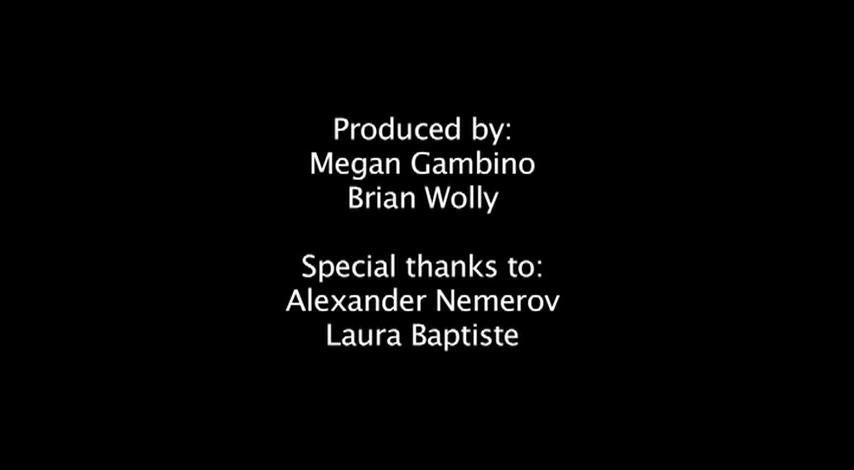 Produced by:
Megan Gambino
Brian Wolly
Special thanks to:
Alexander Nemerov
Laura Baptiste